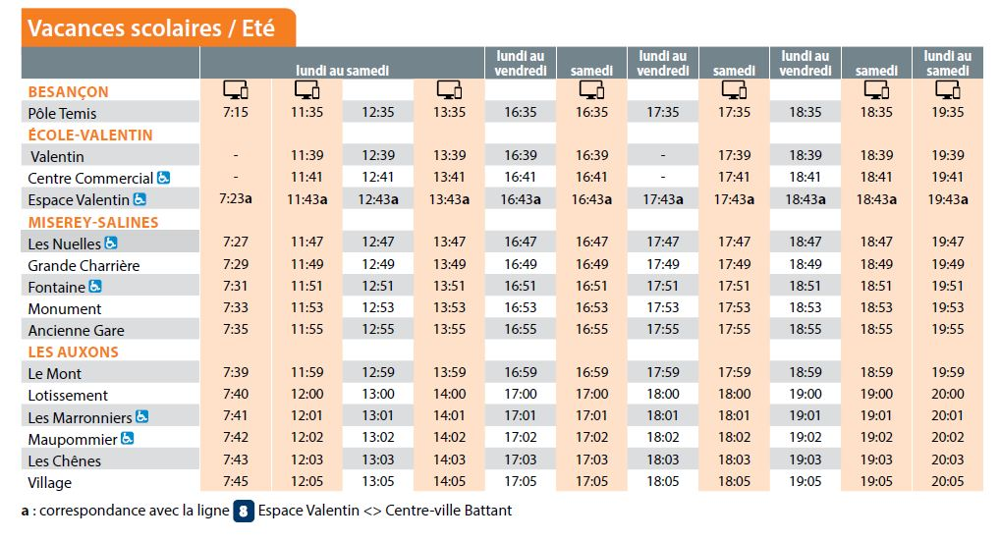 Vacances scolaires / Eté
lundi au samedi lundi au vendredi samedi lundi au vendredi samedi lundi au vendredi samedi lundi au samedi
BESANÇON
Pôle Temis 7:15 11:35 12:35 13:35 16:35 16:35 17:35 17:35 18:35 18:35 19:35
ÉCOLE-VALENTIN
Valentin - 11:39 12:39 13:39 16:39 16:39 - 17:39 18:39 18:39 19:39
Centre Commercial - 11:41 12:41 13:41 16:41 16:41 - 17:41 18:41 18:41 19:41
Espace Valentin 7:23a 11:43a 12:43a 13:43a 16:43a 16:43a 17:43a 17:43a 18:43a 18:43a 19:43a
MISEREY-SALINES
Les Nuelles 7:27 11:47 12:47 13:47 16:47 16:47 17:47 17:47 18:47 18:47 19:47
Grande Charrière 7:29 11:49 12:49 13:49 16:49 16:49 17:49 17:49 18:49 18:49 19:49
Fontaine 7:31 11:51 12:51 13:51 16:51 16:51 17:51 17:51 18:51 18:51 19:51
Monument 7:33 11:53 12:53 13:53 16:53 16:53 17:53 17:53 18:53 18:53 19:53
Ancienne Gare 7:35 11:55 12:55 13:55 16:55 16:55 17:55 17:55 18:55 18:55 19:55
LES AUXONS
Le Mont 7:39 11:59 12:59 13:59 16:59 16:59 17:59 17:59 18:59 18:59 19:59
Lotissement 7:40 12:00 13:00 14:00 17:00 17:00 18:00 18:00 19:00 19:00 20:00
Les Marronniers 7:41 12:01 13:01 14:01 17:01 17:01 18:01 18:01 19:01 19:01 20:01
Maupommier 7:42 12:02 13:02 14:02 17:02 17:02 18:02 18:02 19:02 19:02 20:02
Les Chênes 7:43 12:03 13:03 14:03 17:03 17:03 18:03 18:03 19:03 19:03 20:03
Village 7:45 12:05 13:05 14:05 17:05 17:05 18:05 18:05 19:05 19:05 20:05
a : correspondance avec la ligne 8 Espace Valentin <> Centre-ville Battant